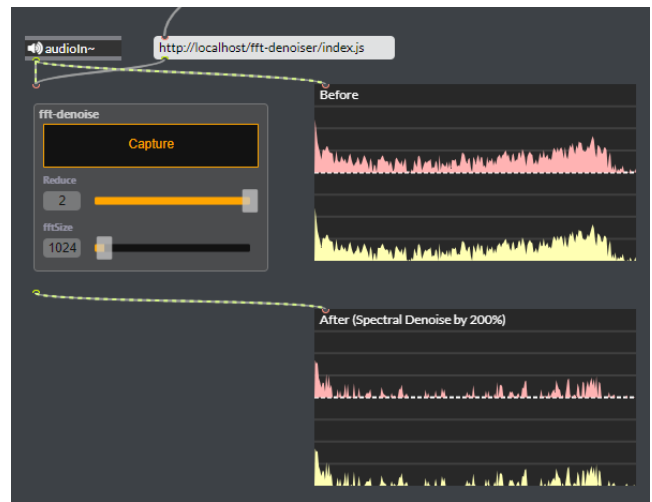 audioIn~
http://localhost/fft-denoiser/index.js
Before
fft-denoise
Capture
Reduce
2
fftSize
1024
After (Spectral Denoise by 200%)